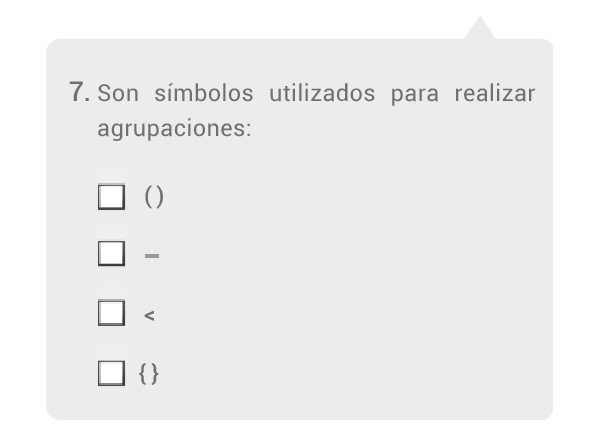 7. Son símbolos utilizados para realizar
agrupaciones:
( )
–
<
{ }